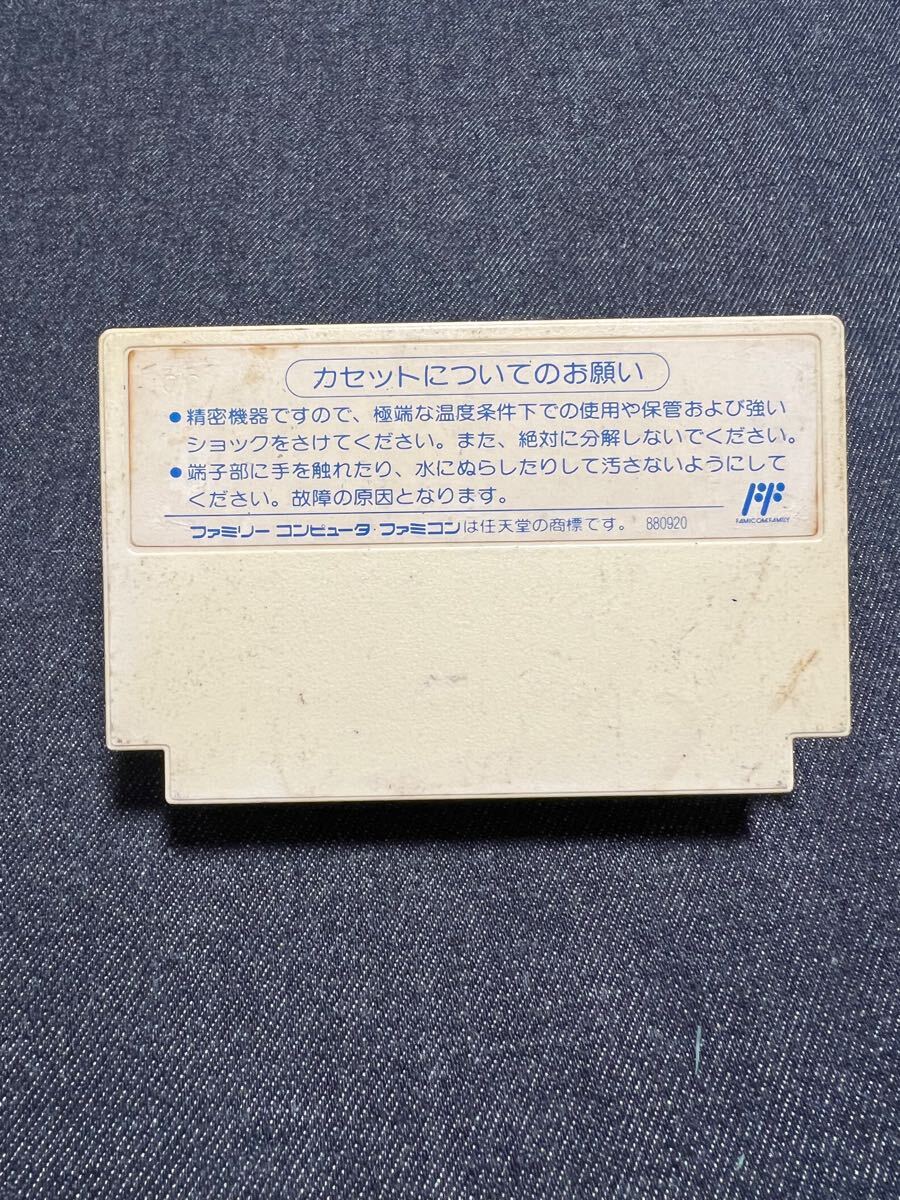 カセットについてのお願い
●精密機器ですので、極端な温度条件下での使用や保管および強い
ショックをさけてください。また、絶対に分解しないでください。
●端子部に手を触れたり、水にぬらしたりして汚さないようにして
ください。故障の原因となります。
FAMICOM FAMILY
ファミリー コンピュータ・ファミコンは任天堂の商標です。 880920